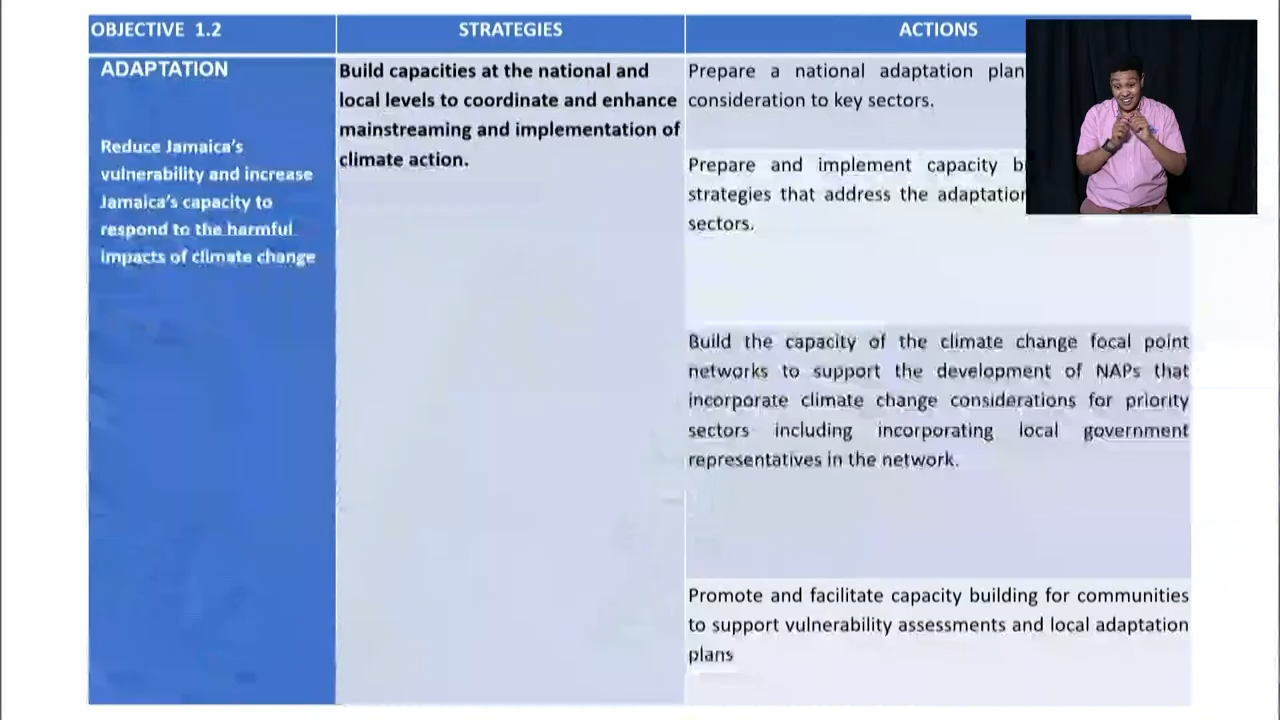 OBJECTIVE 1.2
STRATEGIES
ACTIONS
ADAPTATION
Reduce Jamaica's
vulnerability and increase
Jamaica's capacity to
respond to the harmful
impacts of climate change
Build capacities at the national and
local levels to coordinate and enhance
mainstreaming and implementation of
climate action.
Prepare a national adaptation plan
consideration to key sectors.
Prepare and implement capacity
strategies that address the adaptation
sectors.
Build the capacity of the climate change focal point
networks to support the development of NAPs that
incorporate climate change considerations for priority
sectors including incorporating local government
representatives in the network.
Promote and facilitate capacity building for communities
to support vulnerability assessments and local adaptation
plans